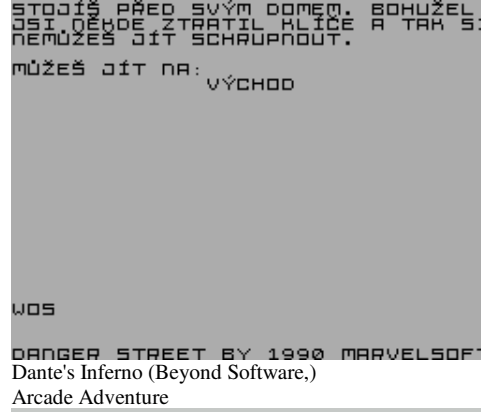 STOJÍŠ PŘED SVÝM DOMEM. BOHUŽEL
JSI NĚKDE ZTRATIL KLÍČE A TAK SI
NEMŮŽEŠ JÍT SCHRUPNOUT.
MŮŽEŠ JÍT NA:
VÝCHOD
WOS
DANGER STREET BY 1990 MARVELSOFT
Dante's Inferno (Beyond Software,)
Arcade Adventure